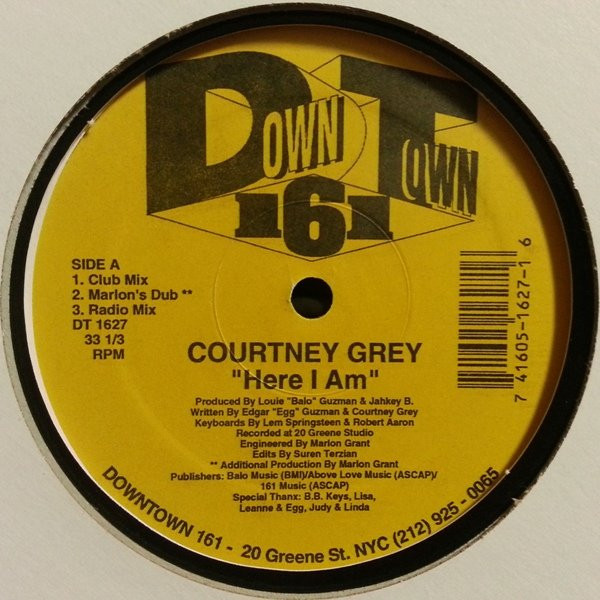 DOWN TOWN
161
SIDE A
1. Club Mix
2. Marlon's Dub **
3. Radio Mix
DT 1627
33 1/3
RPM
7 41605-1627-1 6
COURTNEY GREY
"Here I Am"
Produced By Louie "Balo" Guzman & Jahkey B.
Written By Edgar "Egg" Guzman & Courtney Grey
Keyboards By Lem Springsteen & Robert Aaron
Recorded at 20 Greene Studio
Engineered By Marlon Grant
Edits By Suren Terzian
** Additional Production By Marlon Grant
Publishers: Balo Music (BMI)/Above Love Music (ASCAP)/
161 Music (ASCAP)
Special Thanx: B.B. Keys, Lisa,
Leanne & Egg, Judy & Linda
DOWNTOWN 161 - 20 Greene St. NYC (212) 925 - 0065